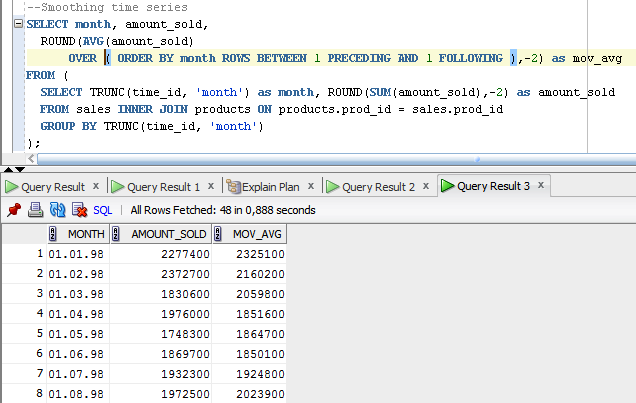 --Smoothing time series
SELECT month, amount_sold,
ROUND(AVG(amount_sold)
OVER ( ORDER BY month ROWS BETWEEN 1 PRECEDING AND 1 FOLLOWING ),-2) as mov_avg
FROM (
SELECT TRUNC(time_id, 'month') as month, ROUND(SUM(amount_sold),-2) as amount_sold
FROM sales INNER JOIN products ON products.prod_id = sales.prod_id
GROUP BY TRUNC(time_id, 'month')
);
Query Result x Query Result 1 x Explain Plan x Query Result 2 x Query Result 3 x
SQL | All Rows Fetched: 48 in 0,888 seconds
MONTH AMOUNT_SOLD MOV_AVG
1 01.01.98 2277400 2325100
2 01.02.98 2372700 2160200
3 01.03.98 1830600 2059800
4 01.04.98 1976000 1851600
5 01.05.98 1748300 1864700
6 01.06.98 1869700 1850100
7 01.07.98 1932300 1924800
8 01.08.98 1972500 2023900